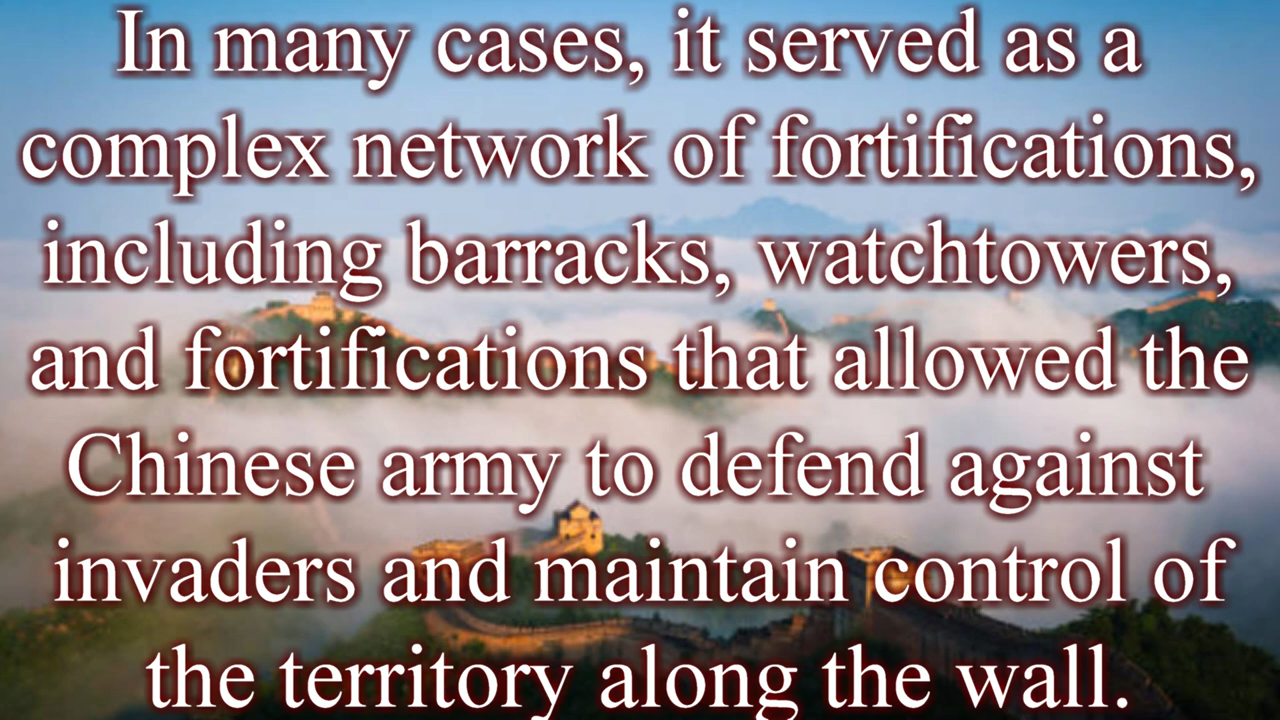 In many cases, it served as a
complex network of fortifications,
including barracks, watchtowers,
and fortifications that allowed the
Chinese army to defend against
invaders and maintain control of
the territory along the wall.